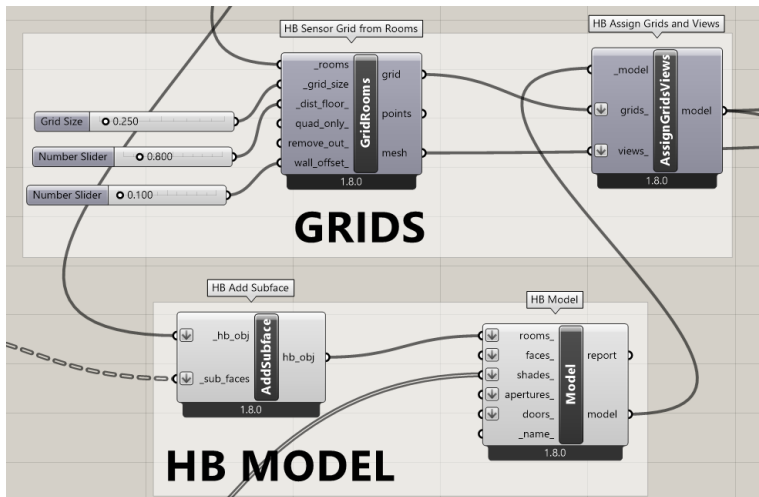 HB Sensor Grid from Rooms
HB Assign Grids and Views
_rooms
_grid_size
_dist_floor_
quad_only_
remove_out_
wall_offset_
GridRooms
grid
points
mesh
1.8.0
Grid Size 0.250
Number Slider 0.800
Number Slider 0.100
_model
grids_
views_
AssignGridsViews
model
1.8.0
GRIDS
HB Add Subface
_hb_obj
_sub_faces
AddSubface
hb_obj
1.8.0
HB Model
rooms_
faces_
shades_
apertures_
doors_
_name_
Model
report
model
1.8.0
HB MODEL